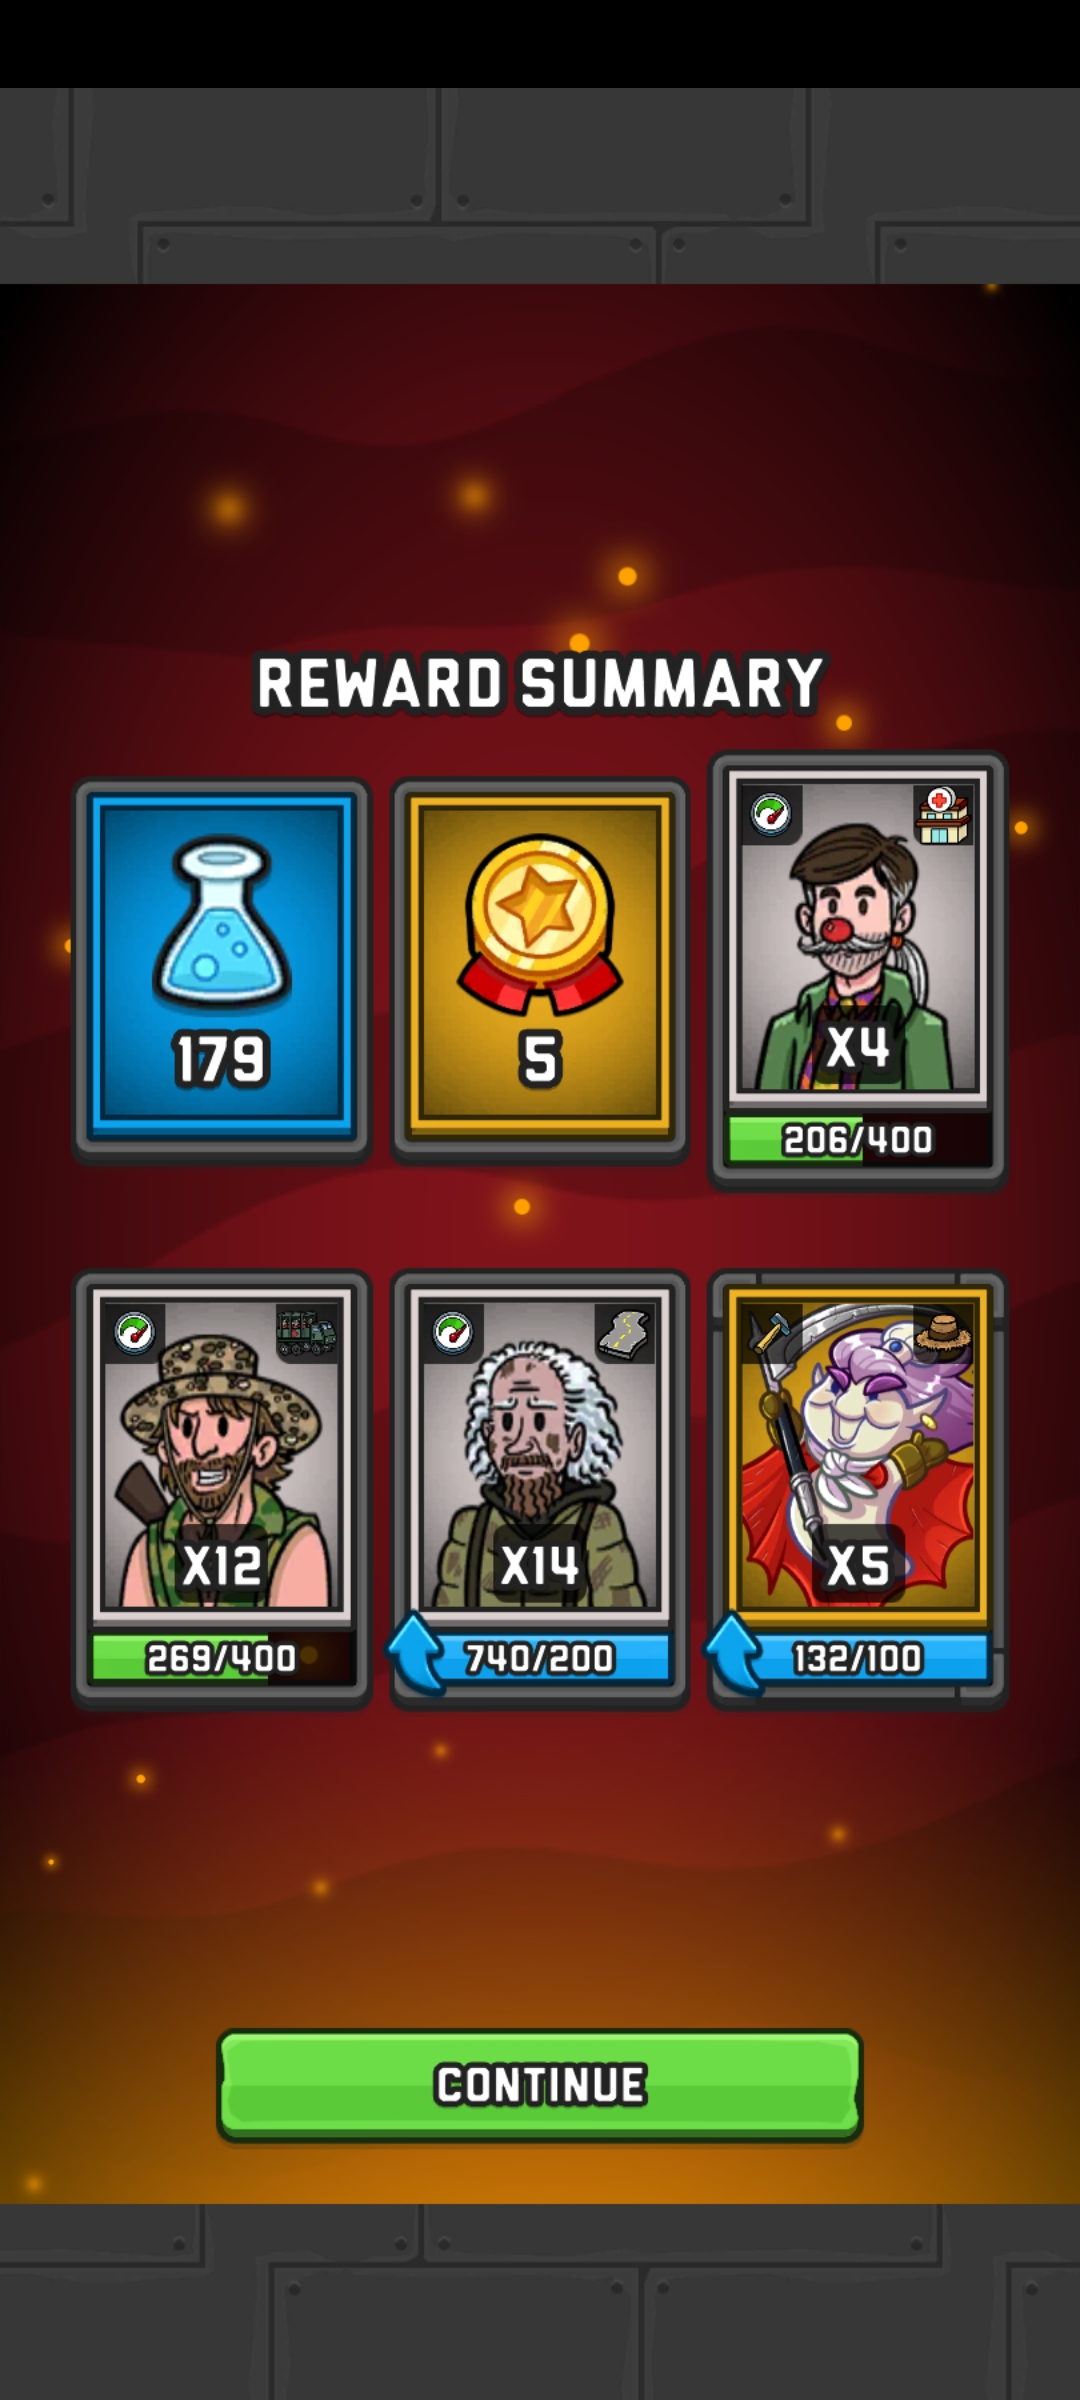 REWARD SUMMARY
179
5
X4
206/400
X12
269/400
X14
740/200
X5
132/100
CONTINUE